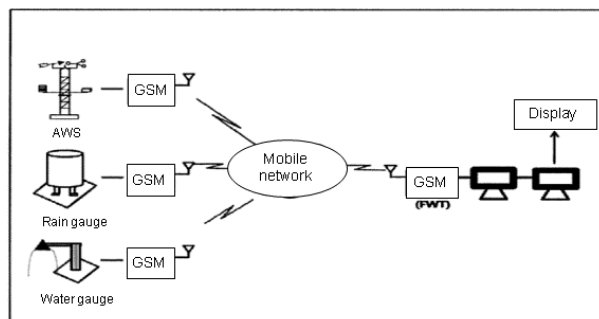 AWS
GSM
Rain gauge
GSM
Water gauge
GSM
Mobile
network
GSM
(FWT)
Display